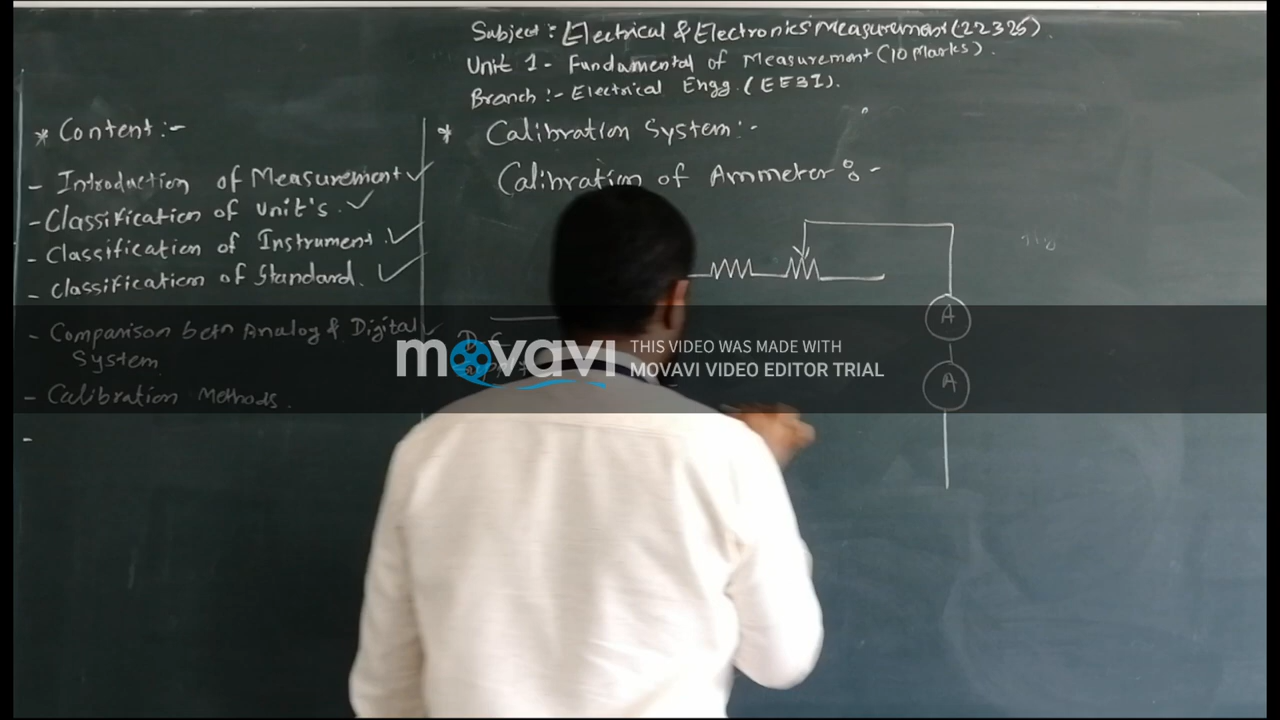 Subject : Electrical & Electronics Measurement (22325).
Unit 1 - Fundamental of Measurement (10 Marks).
Branch :- Electrical Engg. (EE3I).
* Content :-
- Introduction of Measurement ✓
- Classification of Unit's. ✓
- Classification of Instrument. ✓
- Classification of Standard. ✓
- Comparison betn Analog & Digital ✓
System.
- Calibration Methods.
-
* Calibration System :-
Calibration of Ammeter :-
A
A
D.C
movavi
THIS VIDEO WAS MADE WITH
MOVAVI VIDEO EDITOR TRIAL